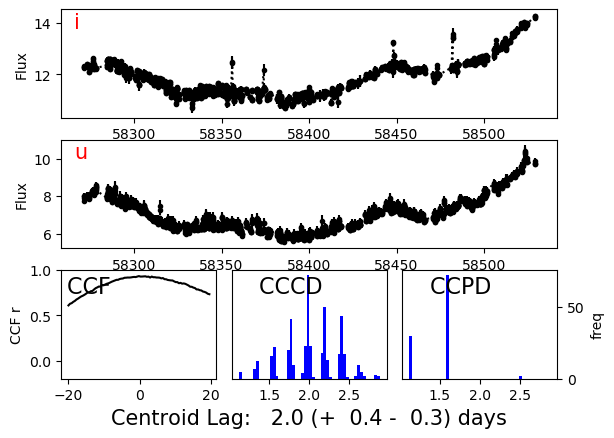 i
14
12
Flux
58300 58350 58400 58450 58500
u
10
8
6
Flux
58300 58350 58400 58450 58500
CCF
1.0
0.5
0.0
CCF r
−20 0 20
CCCD
1.5 2.0 2.5
CCPD
50
0
freq
1.5 2.0 2.5
Centroid Lag: 2.0 (+ 0.4 - 0.3) days